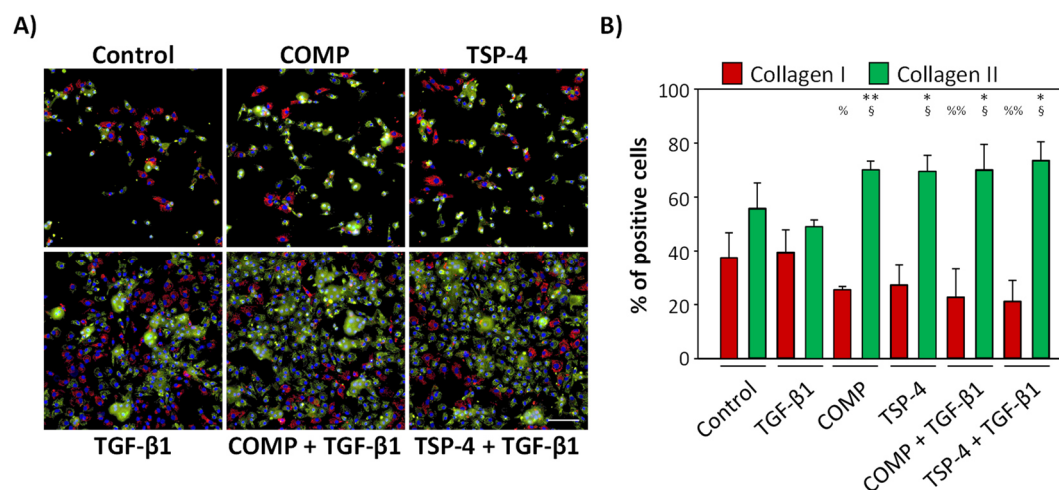 A)
Control COMP TSP-4
TGF-β1 COMP + TGF-β1 TSP-4 + TGF-β1
B)
Collagen I Collagen II
% ** § * § %% * § %% * §
100
80
60
40
20
0
% of positive cells
Control
TGF-β1
COMP
TSP-4
COMP + TGF-β1
TSP-4 + TGF-β1